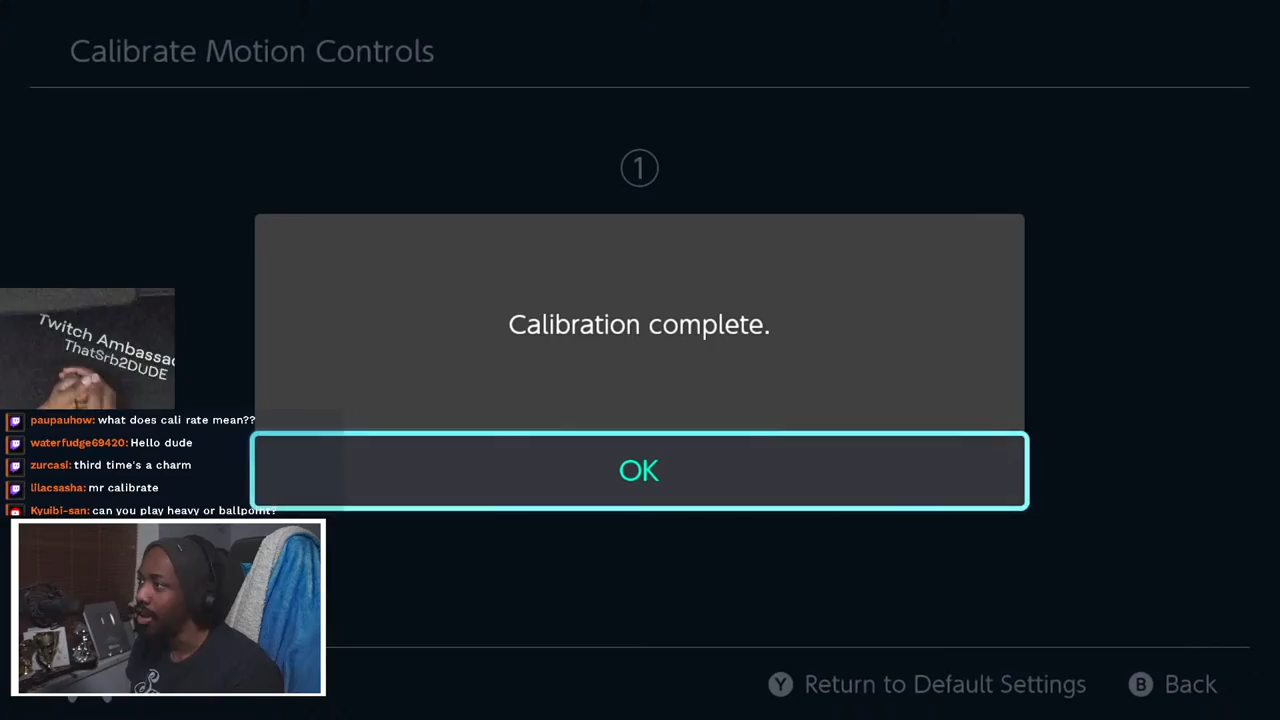 Calibrate Motion Controls
1
Calibration complete.
OK
Twitch Ambassac
ThatSrb2DUDE
paupauhow: what does cali rate mean??
waterfudge69420: Hello dude
zurcasi: third time's a charm
lilacsasha: mr calibrate
Kyuibi-san: can you play heavy or ballpoint?
Y Return to Default Settings
B Back